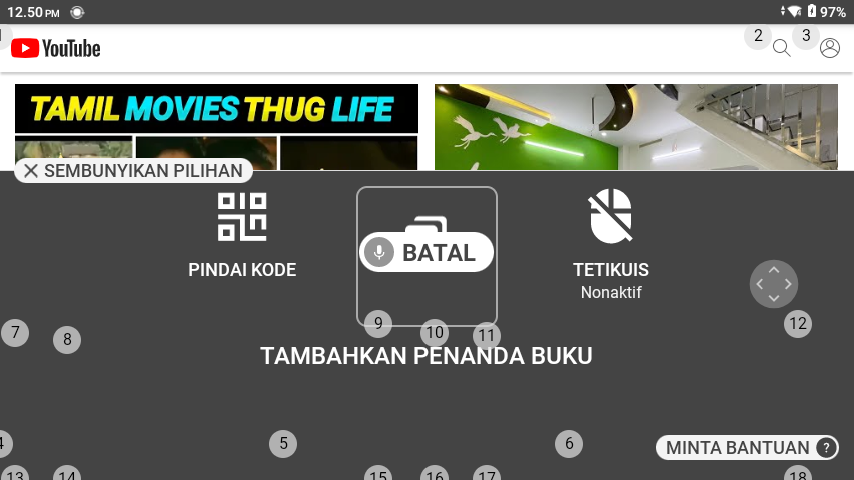 12.50 PM
97%
1
2
3
YouTube
TAMIL MOVIES THUG LIFE
SEMBUNYIKAN PILIHAN
PINDAI KODE
BATAL
TETIKUIS
Nonaktif
7
8
9
10
11
12
TAMBAHKAN PENANDA BUKU
4
5
6
MINTA BANTUAN ?
13
14
15
16
17
18